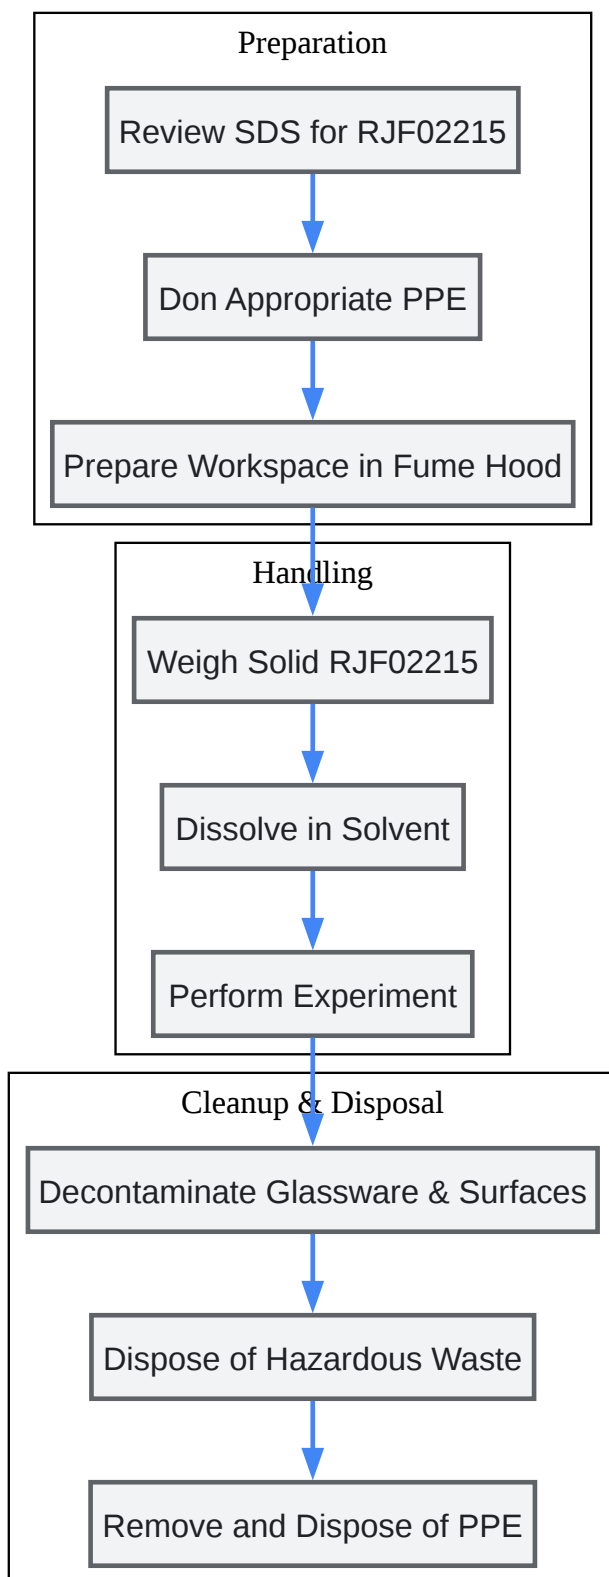 Preparation
Review SDS for RJF02215
Don Appropriate PPE
Prepare Workspace in Fume Hood
Handling
Weigh Solid RJF02215
Dissolve in Solvent
Perform Experiment
Cleanup & Disposal
Decontaminate Glassware & Surfaces
Dispose of Hazardous Waste
Remove and Dispose of PPE